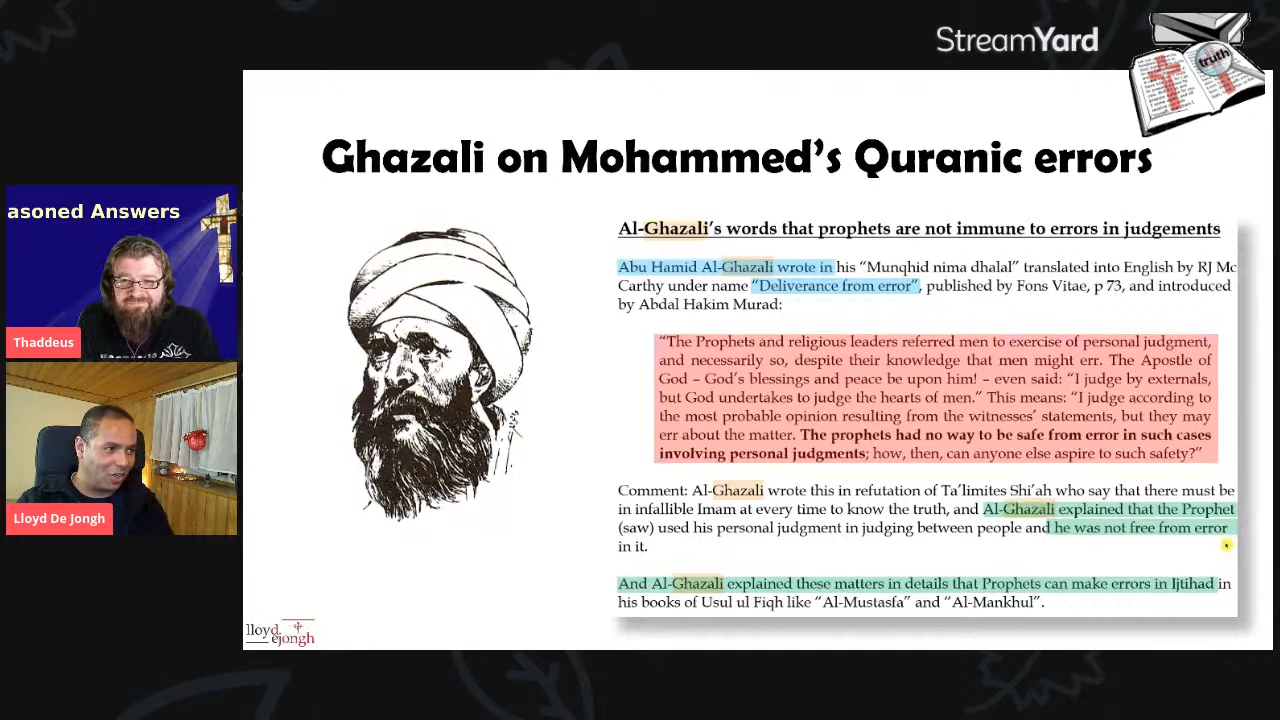 StreamYard
truth
Ghazali on Mohammed's Quranic errors
asoned Answers
Thaddeus
Lloyd De Jongh
Al-Ghazali's words that prophets are not immune to errors in judgements
Abu Hamid Al-Ghazali wrote in his “Munqhid nima dhalal” translated into English by RJ Mc
Carthy under name “Deliverance from error”, published by Fons Vitae, p 73, and introduced
by Abdal Hakim Murad:
“The Prophets and religious leaders referred men to exercise of personal judgment,
and necessarily so, despite their knowledge that men might err. The Apostle of
God – God's blessings and peace be upon him! – even said: “I judge by externals,
but God undertakes to judge the hearts of men.” This means: “I judge according to
the most probable opinion resulting from the witnesses' statements, but they may
err about the matter. The prophets had no way to be safe from error in such cases
involving personal judgments; how, then, can anyone else aspire to such safety?”
Comment: Al-Ghazali wrote this in refutation of Ta'limites Shi'ah who say that there must be
in infallible Imam at every time to know the truth, and Al-Ghazali explained that the Prophet
(saw) used his personal judgment in judging between people and he was not free from error
in it.
And Al-Ghazali explained these matters in details that Prophets can make errors in Ijtihad in
his books of Usul ul Fiqh like “Al-Mustasfa” and “Al-Mankhul”.
lloyd
ejongh